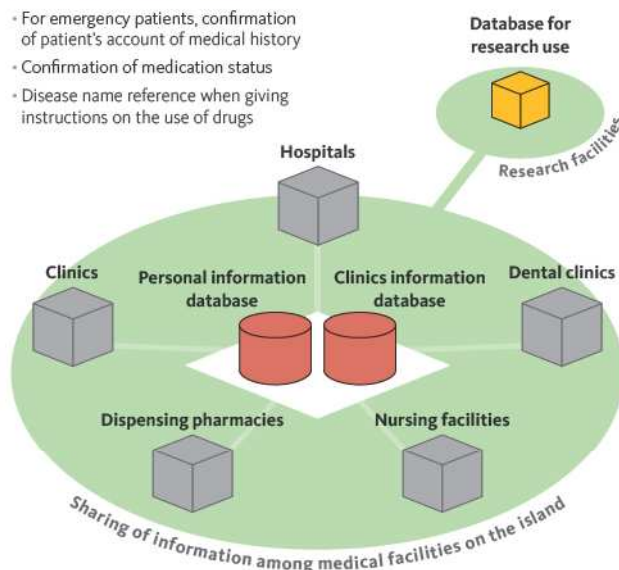 • For emergency patients, confirmation
of patient's account of medical history
• Confirmation of medication status
• Disease name reference when giving
instructions on the use of drugs
Database for
research use
Research facilities
Hospitals
Clinics
Personal information
database
Clinics information
database
Dental clinics
Dispensing pharmacies
Nursing facilities
Sharing of information among medical facilities on the island